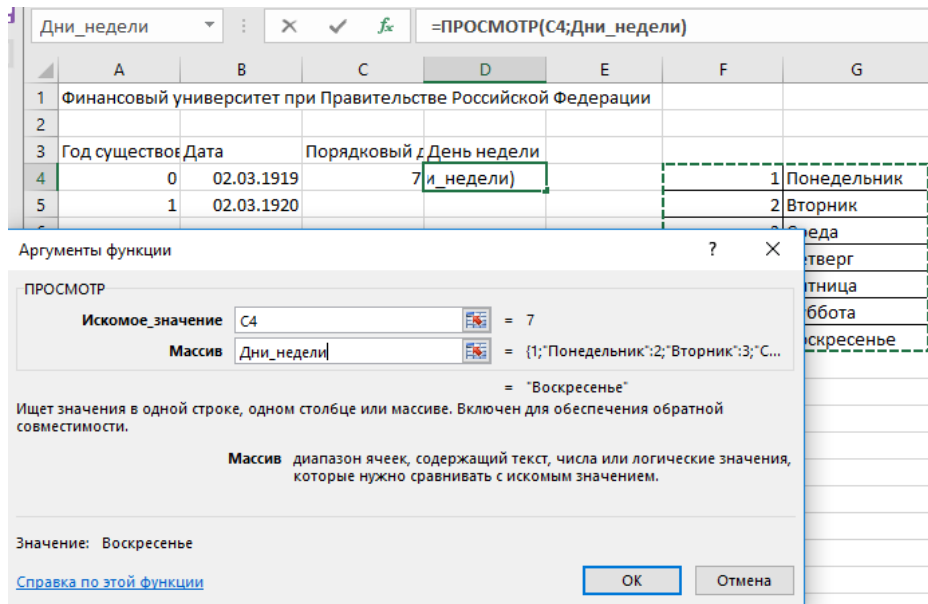 Дни_недели =ПРОСМОТР(C4;Дни_недели)
A B C D E F G
1 Финансовый университет при Правительстве Российской Федерации
2
3 Год существов Дата Порядковый д День недели
4 0 02.03.1919 7 и_недели) 1 Понедельник
5 1 02.03.1920 2 Вторник
Аргументы функции ? реда
етверг
ПРОСМОТР ятница
Искомое_значение C4 = 7 ббота
Массив Дни_недели = {1;"Понедельник":2;"Вторник":3;"С... оскресенье
= "Воскресенье"
Ищет значения в одной строке, одном столбце или массиве. Включен для обеспечения обратной
совместимости.
Массив диапазон ячеек, содержащий текст, числа или логические значения,
которые нужно сравнивать с искомым значением.
Значение: Воскресенье
Справка по этой функции OK Отмена